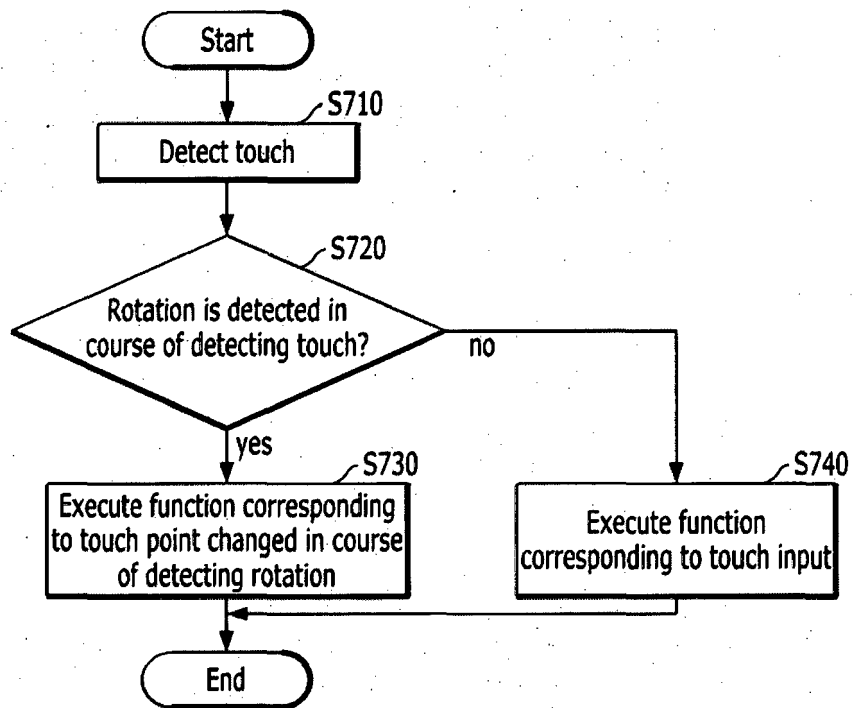 Start
S710
Detect touch
S720
Rotation is detected in
course of detecting touch?
no
yes
S730
Execute function corresponding
to touch point changed in course
of detecting rotation
S740
Execute function
corresponding to touch input
End